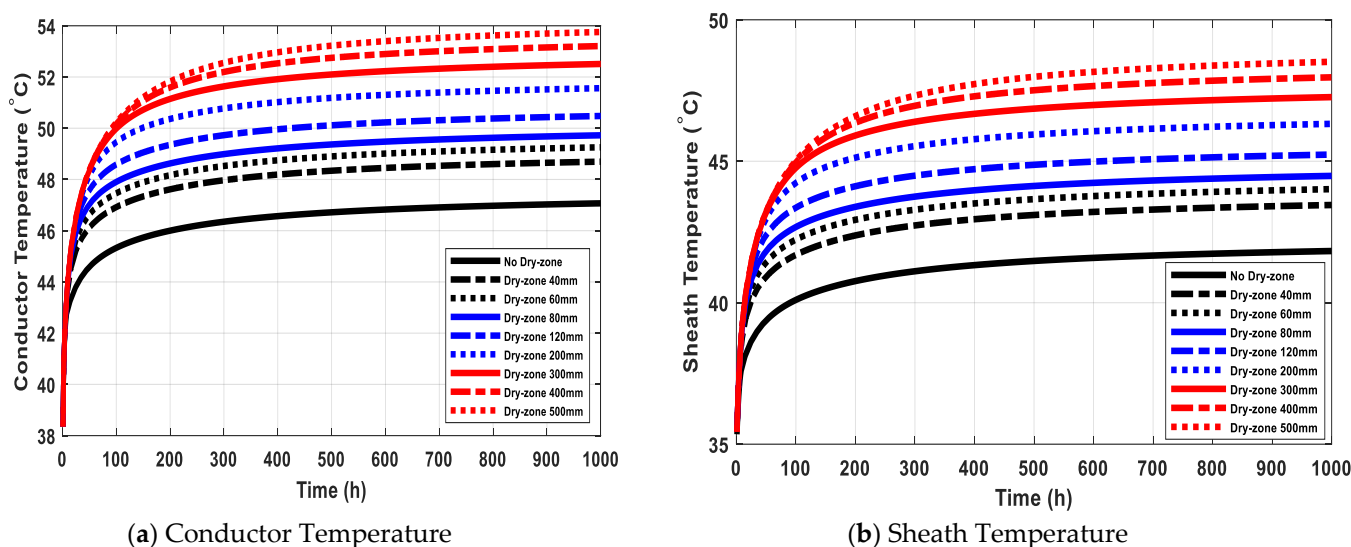 54
52
50
48
46
44
42
40
38
Conductor Temperature (°C)
No Dry-zone
Dry-zone 40mm
Dry-zone 60mm
Dry-zone 80mm
Dry-zone 120mm
Dry-zone 200mm
Dry-zone 300mm
Dry-zone 400mm
Dry-zone 500mm
0 100 200 300 400 500 600 700 800 900 1000
Time (h)
(a) Conductor Temperature
50
45
40
35
Sheath Temperature (°C)
No Dry-zone
Dry-zone 40mm
Dry-zone 60mm
Dry-zone 80mm
Dry-zone 120mm
Dry-zone 200mm
Dry-zone 300mm
Dry-zone 400mm
Dry-zone 500mm
0 100 200 300 400 500 600 700 800 900 1000
Time (h)
(b) Sheath Temperature